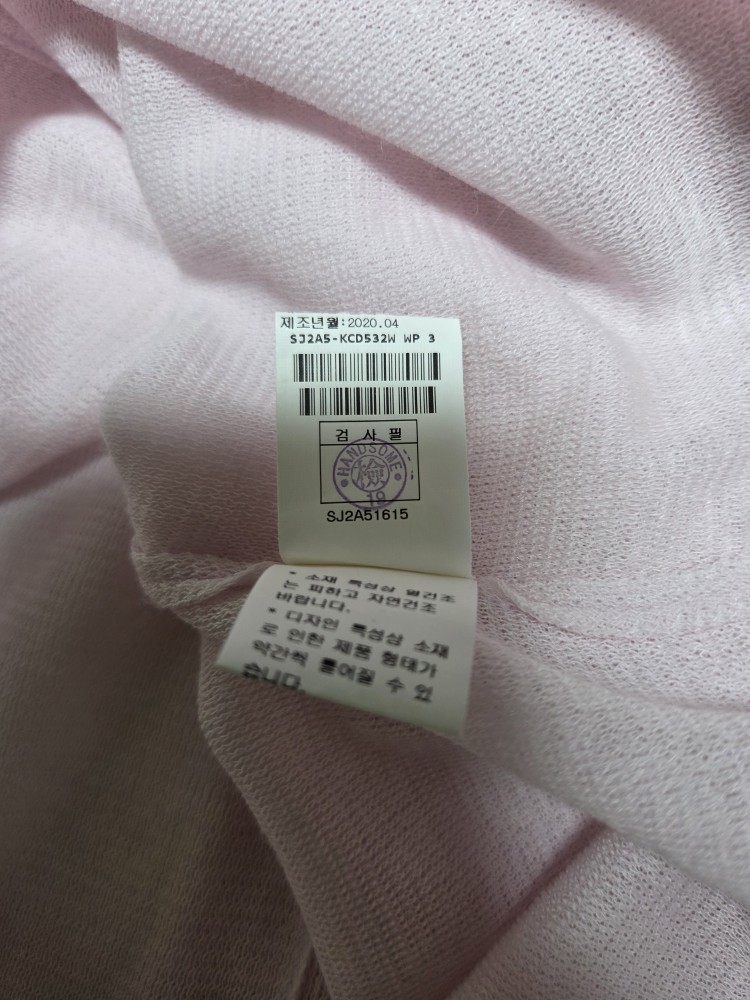 제조년월:2020.04
SJ2A5-KCD532W WP 3
검 사 필
HANDSOME
檢
19
SJ2A51615
* 소재 특성상 열건조
는 피하고 자연건조
바랍니다.
* 디자인 특성상 소재
로 인한 제품 형태가
약간씩 틀어질 수 있
습니다.